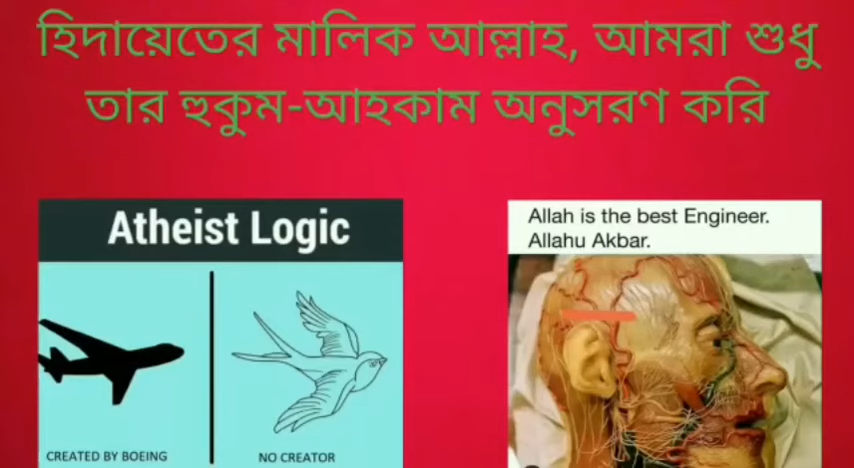 হিদায়েতের মালিক আল্লাহ, আমরা শুধু
তার হুকুম-আহকাম অনুসরণ করি
Atheist Logic
CREATED BY BOEING
NO CREATOR
Allah is the best Engineer.
Allahu Akbar.